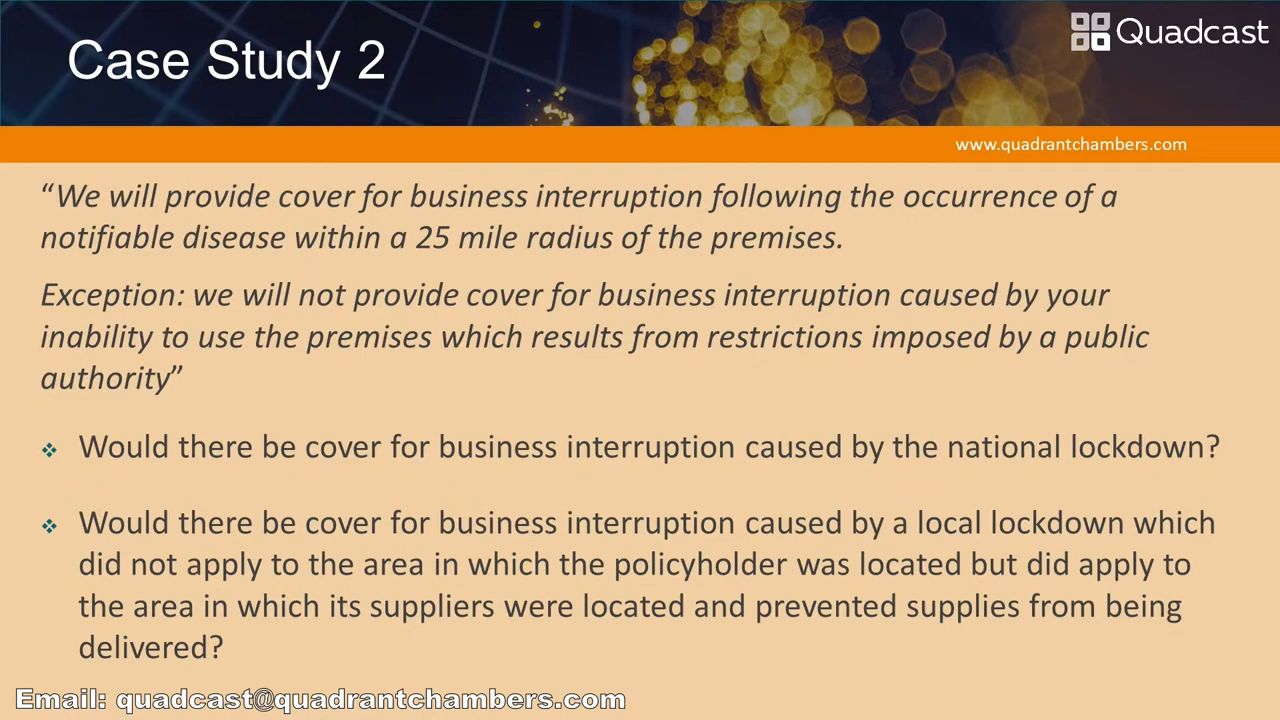 Case Study 2
Quadcast
www.quadrantchambers.com
“We will provide cover for business interruption following the occurrence of a
notifiable disease within a 25 mile radius of the premises.
Exception: we will not provide cover for business interruption caused by your
inability to use the premises which results from restrictions imposed by a public
authority”
❖ Would there be cover for business interruption caused by the national lockdown?
❖ Would there be cover for business interruption caused by a local lockdown which
did not apply to the area in which the policyholder was located but did apply to
the area in which its suppliers were located and prevented supplies from being
delivered?
Email: quadcast@quadrantchambers.com